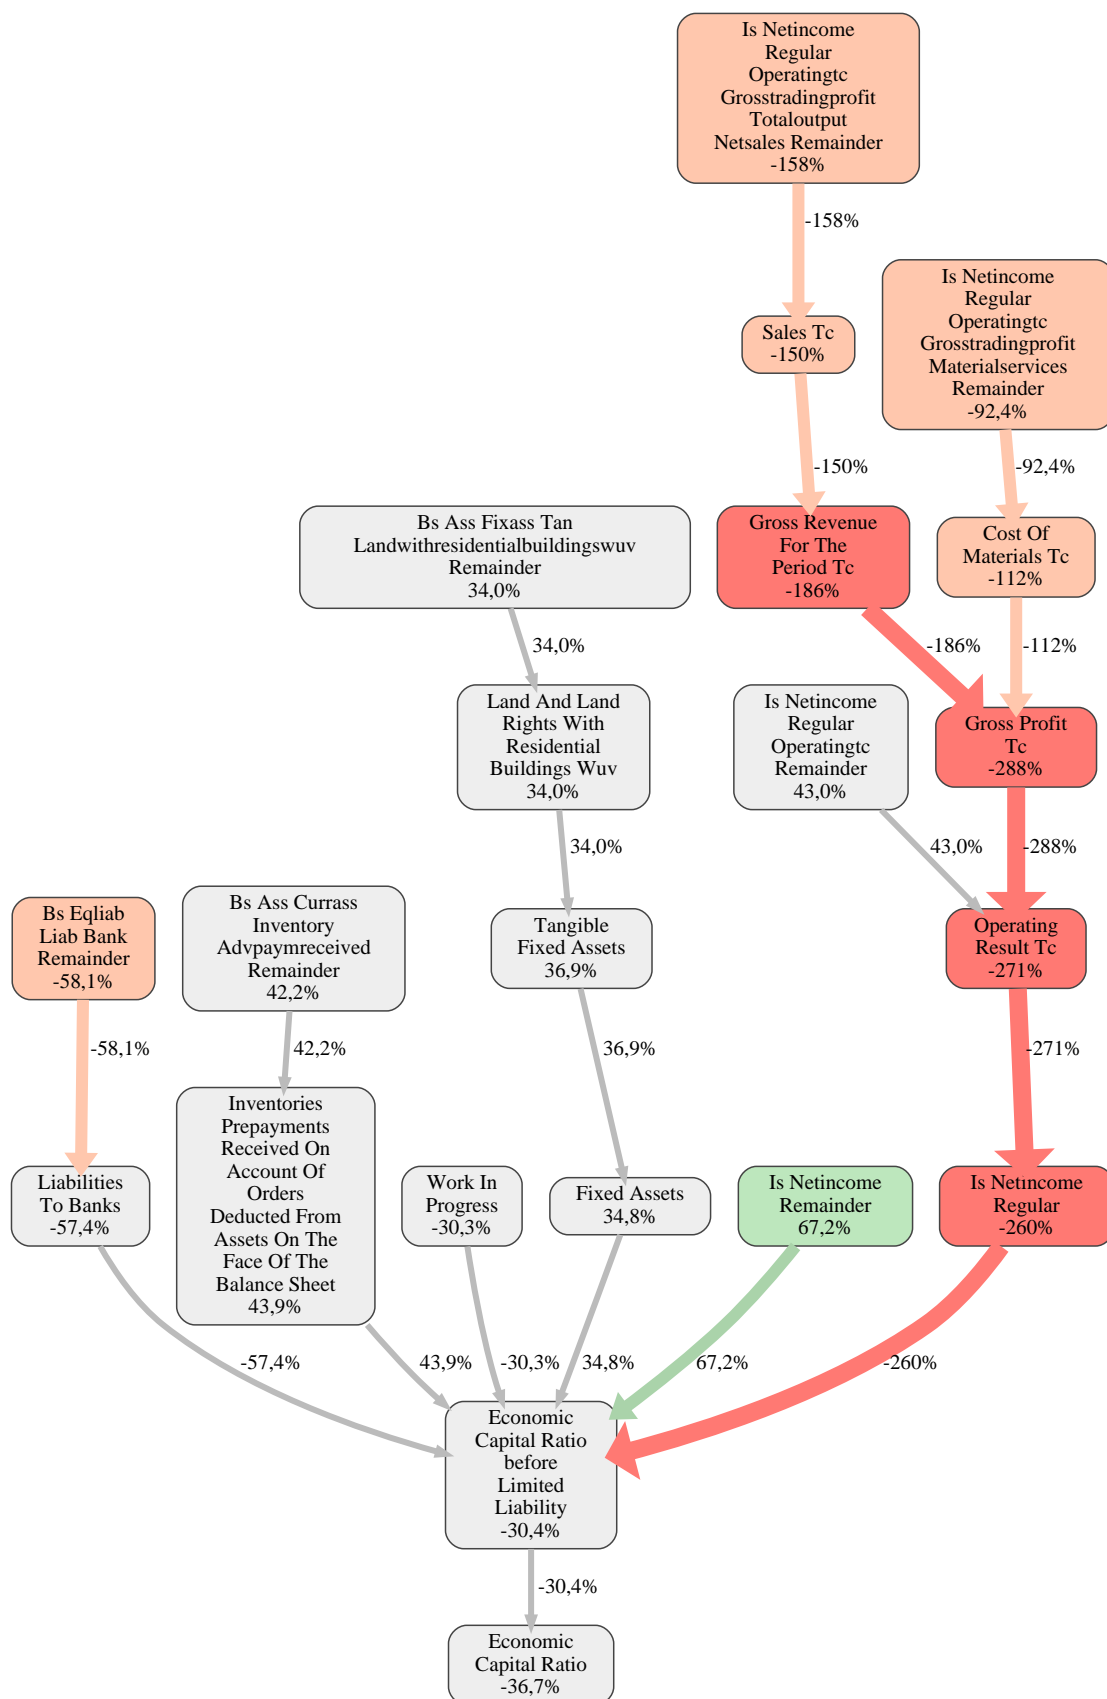 Is Netincome
Regular
Operatingtc
Grosstradingprofit
Totaloutput
Netsales Remainder
-158%
-158%
Is Netincome
Regular
Operatingtc
Grosstradingprofit
Materialservices
Remainder
-92,4%
Sales Tc
-150%
-150%
-92,4%
Bs Ass Fixass Tan
Landwithresidentialbuildingswuv
Remainder
34,0%
Gross Revenue
For The
Period Tc
-186%
Cost Of
Materials Tc
-112%
34,0%
-186%
-112%
Land And Land
Rights With
Residential
Buildings Wuv
34,0%
Is Netincome
Regular
Operatingtc
Remainder
43,0%
Gross Profit
Tc
-288%
34,0%
43,0%
-288%
Bs Eqliab
Liab Bank
Remainder
-58,1%
Bs Ass Currass
Inventory
Advpaymreceived
Remainder
42,2%
Tangible
Fixed Assets
36,9%
Operating
Result Tc
-271%
-58,1%
42,2%
36,9%
-271%
Liabilities
To Banks
-57,4%
Inventories
Prepayments
Received On
Account Of
Orders
Deducted From
Assets On The
Face Of The
Balance Sheet
43,9%
Work In
Progress
-30,3%
Fixed Assets
34,8%
Is Netincome
Remainder
67,2%
Is Netincome
Regular
-260%
-57,4%
43,9%
-30,3%
34,8%
67,2%
-260%
Economic
Capital Ratio
before
Limited
Liability
-30,4%
-30,4%
Economic
Capital Ratio
-36,7%